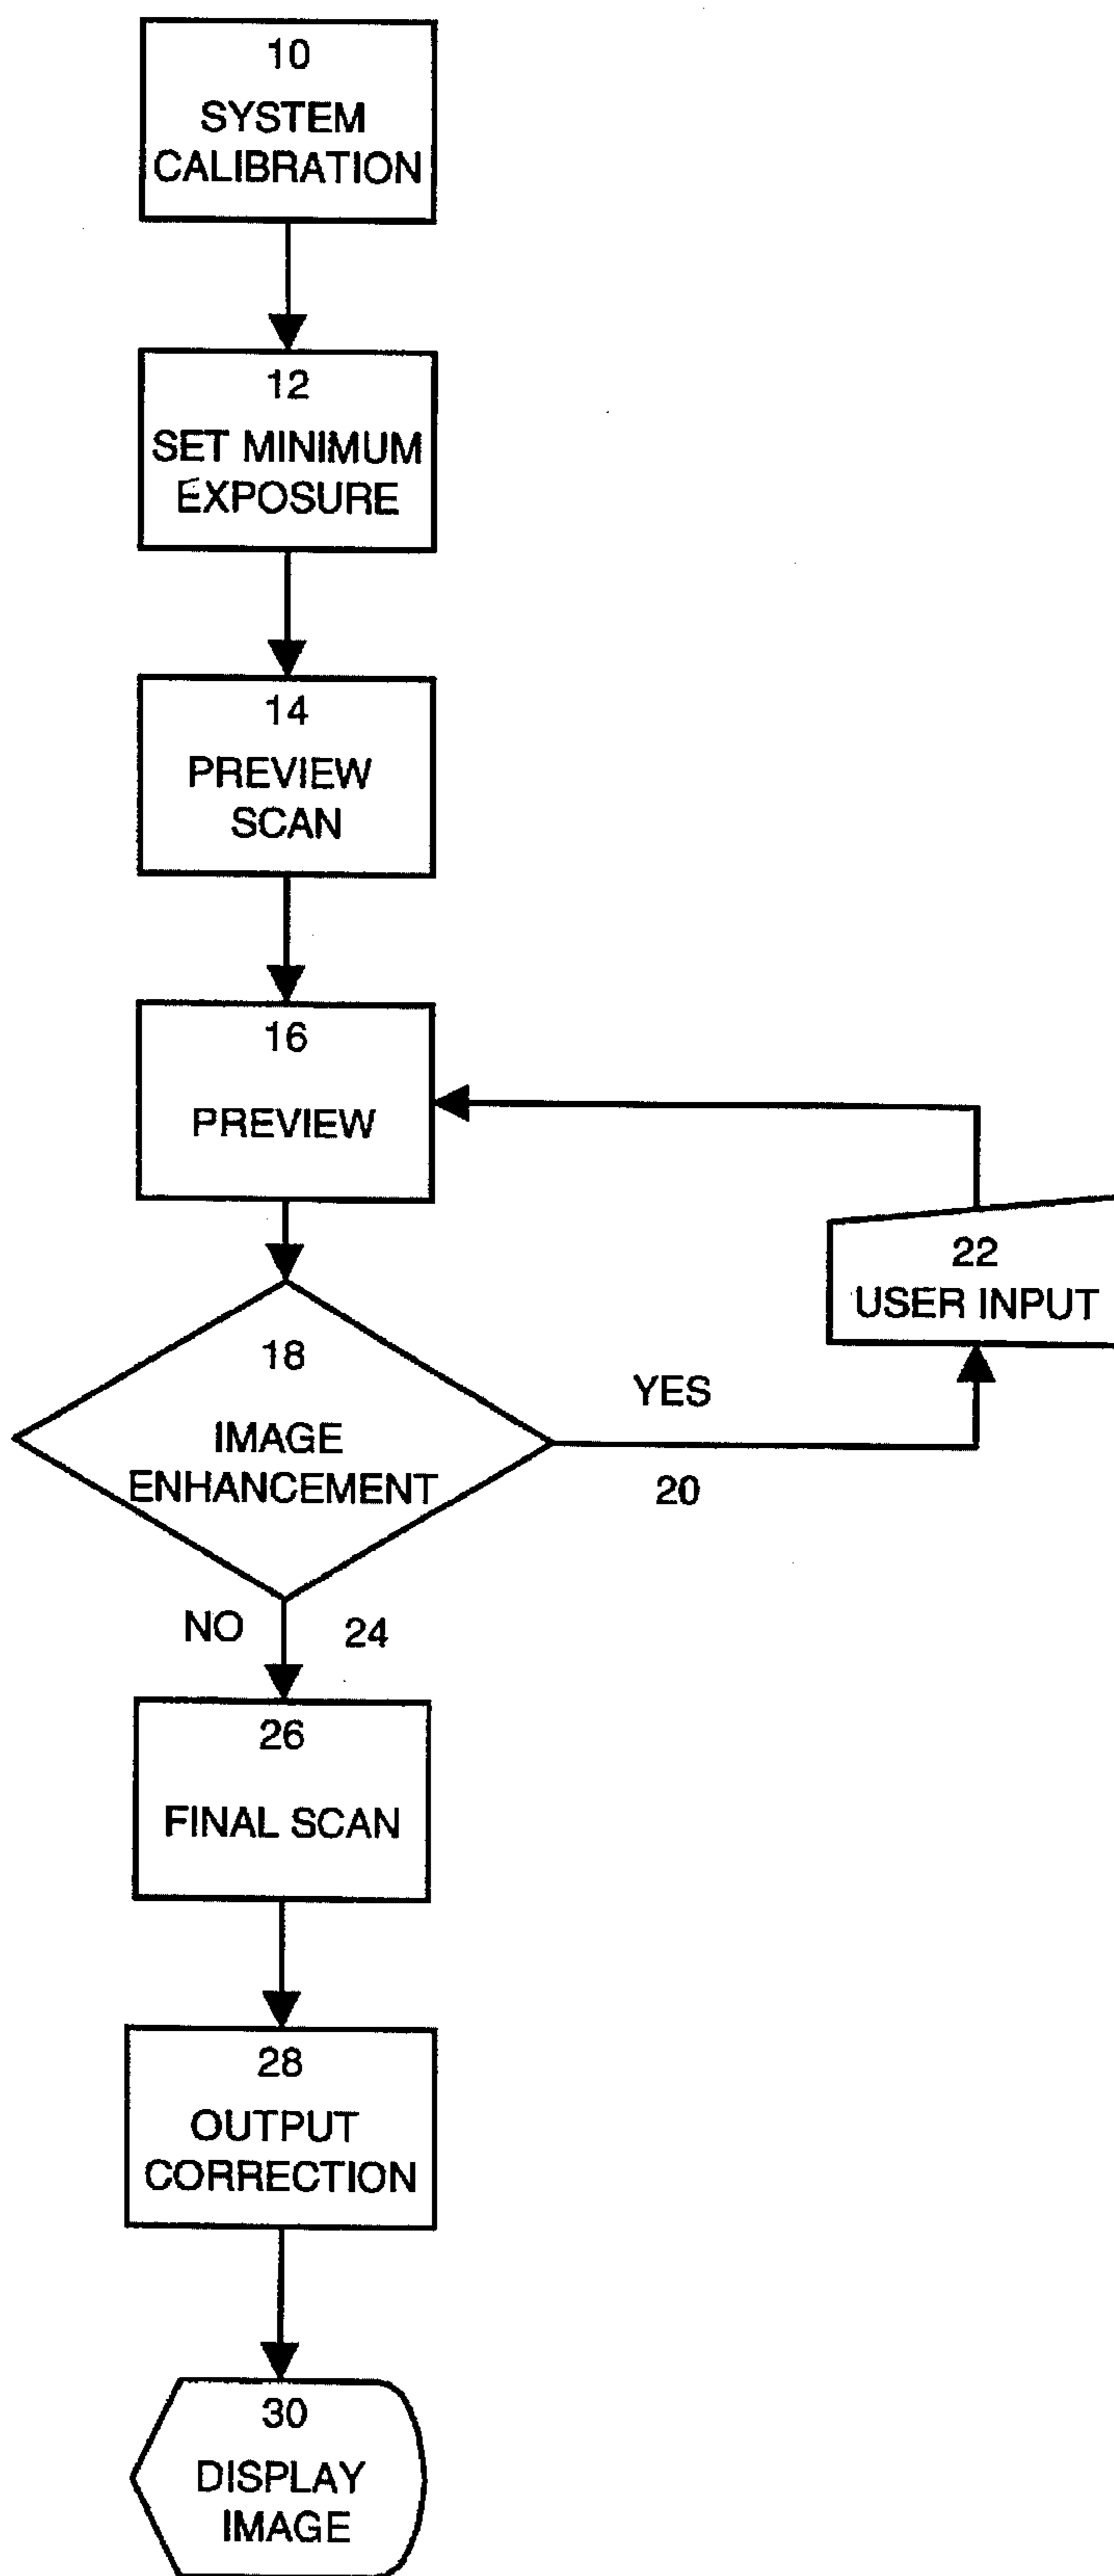 10
SYSTEM
CALIBRATION
12
SET MINIMUM
EXPOSURE
14
PREVIEW
SCAN
16
PREVIEW
22
USER INPUT
18
IMAGE
ENHANCEMENT
YES
20
NO 24
26
FINAL SCAN
28
OUTPUT
CORRECTION
30
DISPLAY
IMAGE